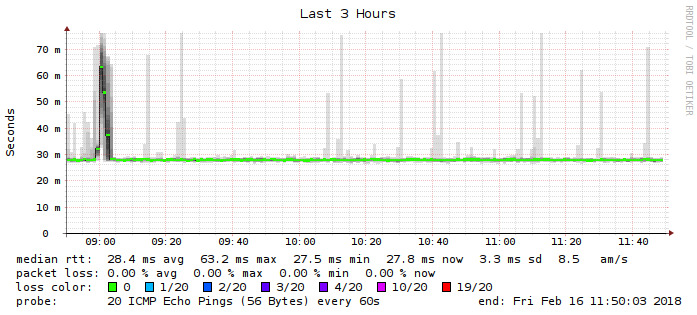 Last 3 Hours
RRDTOOL / TOBI OETIKER
Seconds
70 m
60 m
50 m
40 m
30 m
20 m
10 m
0
09:00 09:20 09:40 10:00 10:20 10:40 11:00 11:20 11:40
median rtt: 28.4 ms avg 63.2 ms max 27.5 ms min 27.8 ms now 3.3 ms sd 8.5 am/s
packet loss: 0.00 % avg 0.00 % max 0.00 % min 0.00 % now
loss color: 0 1/20 2/20 3/20 4/20 10/20 19/20
probe: 20 ICMP Echo Pings (56 Bytes) every 60s end: Fri Feb 16 11:50:03 2018